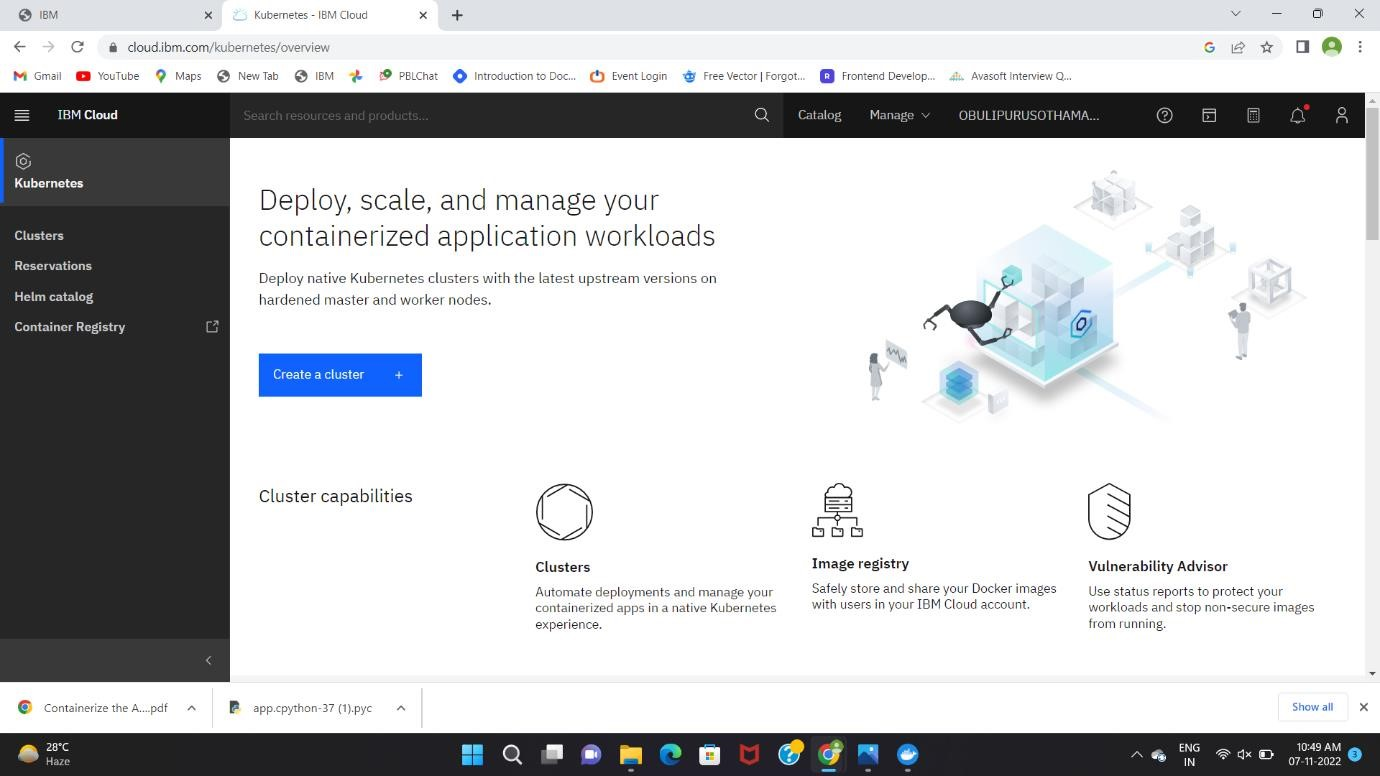 IBM
Kubernetes - IBM Cloud
cloud.ibm.com/kubernetes/overview
Gmail
YouTube
Maps
New Tab
IBM
PBLChat
Introduction to Doc...
Event Login
Free Vector | Forgot...
Frontend Develop...
Avasoft Interview Q...
IBM Cloud
Search resources and products...
Catalog
Manage
OBULIPURUSOTHAMA...
Kubernetes
Clusters
Reservations
Helm catalog
Container Registry
Deploy, scale, and manage your
containerized application workloads
Deploy native Kubernetes clusters with the latest upstream versions on
hardened master and worker nodes.
Create a cluster +
Cluster capabilities
Clusters
Automate deployments and manage your
containerized apps in a native Kubernetes
experience.
Image registry
Safely store and share your Docker images
with users in your IBM Cloud account.
Vulnerability Advisor
Use status reports to protect your
workloads and stop non-secure images
from running.
Containerize the A....pdf
app.cpython-37 (1).pyc
Show all
28°C
Haze
ENG
IN
10:49 AM
07-11-2022
3